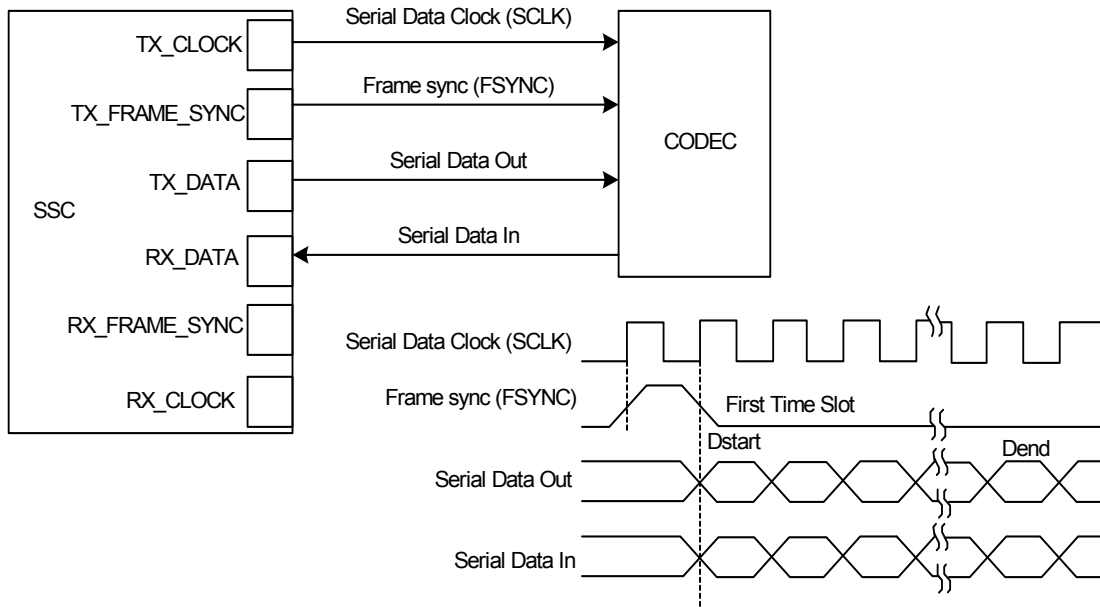 Serial Data Clock (SCLK)
TX_CLOCK
Frame sync (FSYNC)
TX_FRAME_SYNC
CODEC
Serial Data Out
TX_DATA
SSC
Serial Data In
RX_DATA
RX_FRAME_SYNC
Serial Data Clock (SCLK)
RX_CLOCK
Frame sync (FSYNC)
First Time Slot
Dstart
Dend
Serial Data Out
Serial Data In